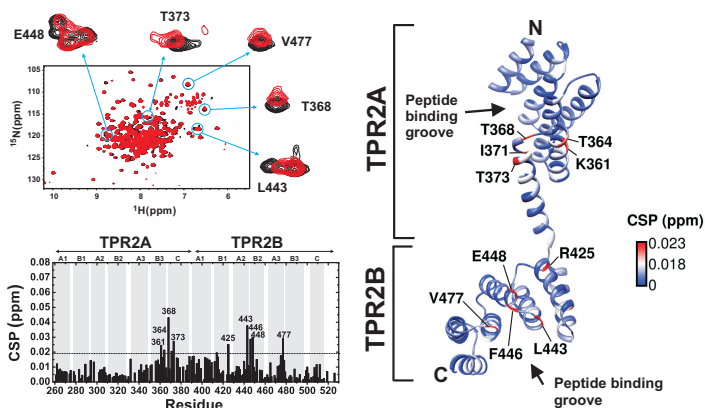 E448
T373
V477
T368
L443
105
110
115
120
125
130
15N(ppm)
10 9 8 7 6
1H(ppm)
TPR2A TPR2B
A1 B1 A2 B2 A3 B3 C A1 B1 A2 B2 A3 B3 C
0.08
0.07
0.06
0.05
0.04
0.03
0.02
0.01
0.00
CSP (ppm)
368
364
361
373
425
443
446
448
477
260 280 300 320 340 360 380 400 420 440 460 480 500 520
Residue
N
TPR2A
Peptide binding
groove
T368
I371
T373
T364
K361
CSP (ppm)
0.023
0.018
0
TPR2B
E448
R425
V477
F446
L443
C
Peptide binding
groove